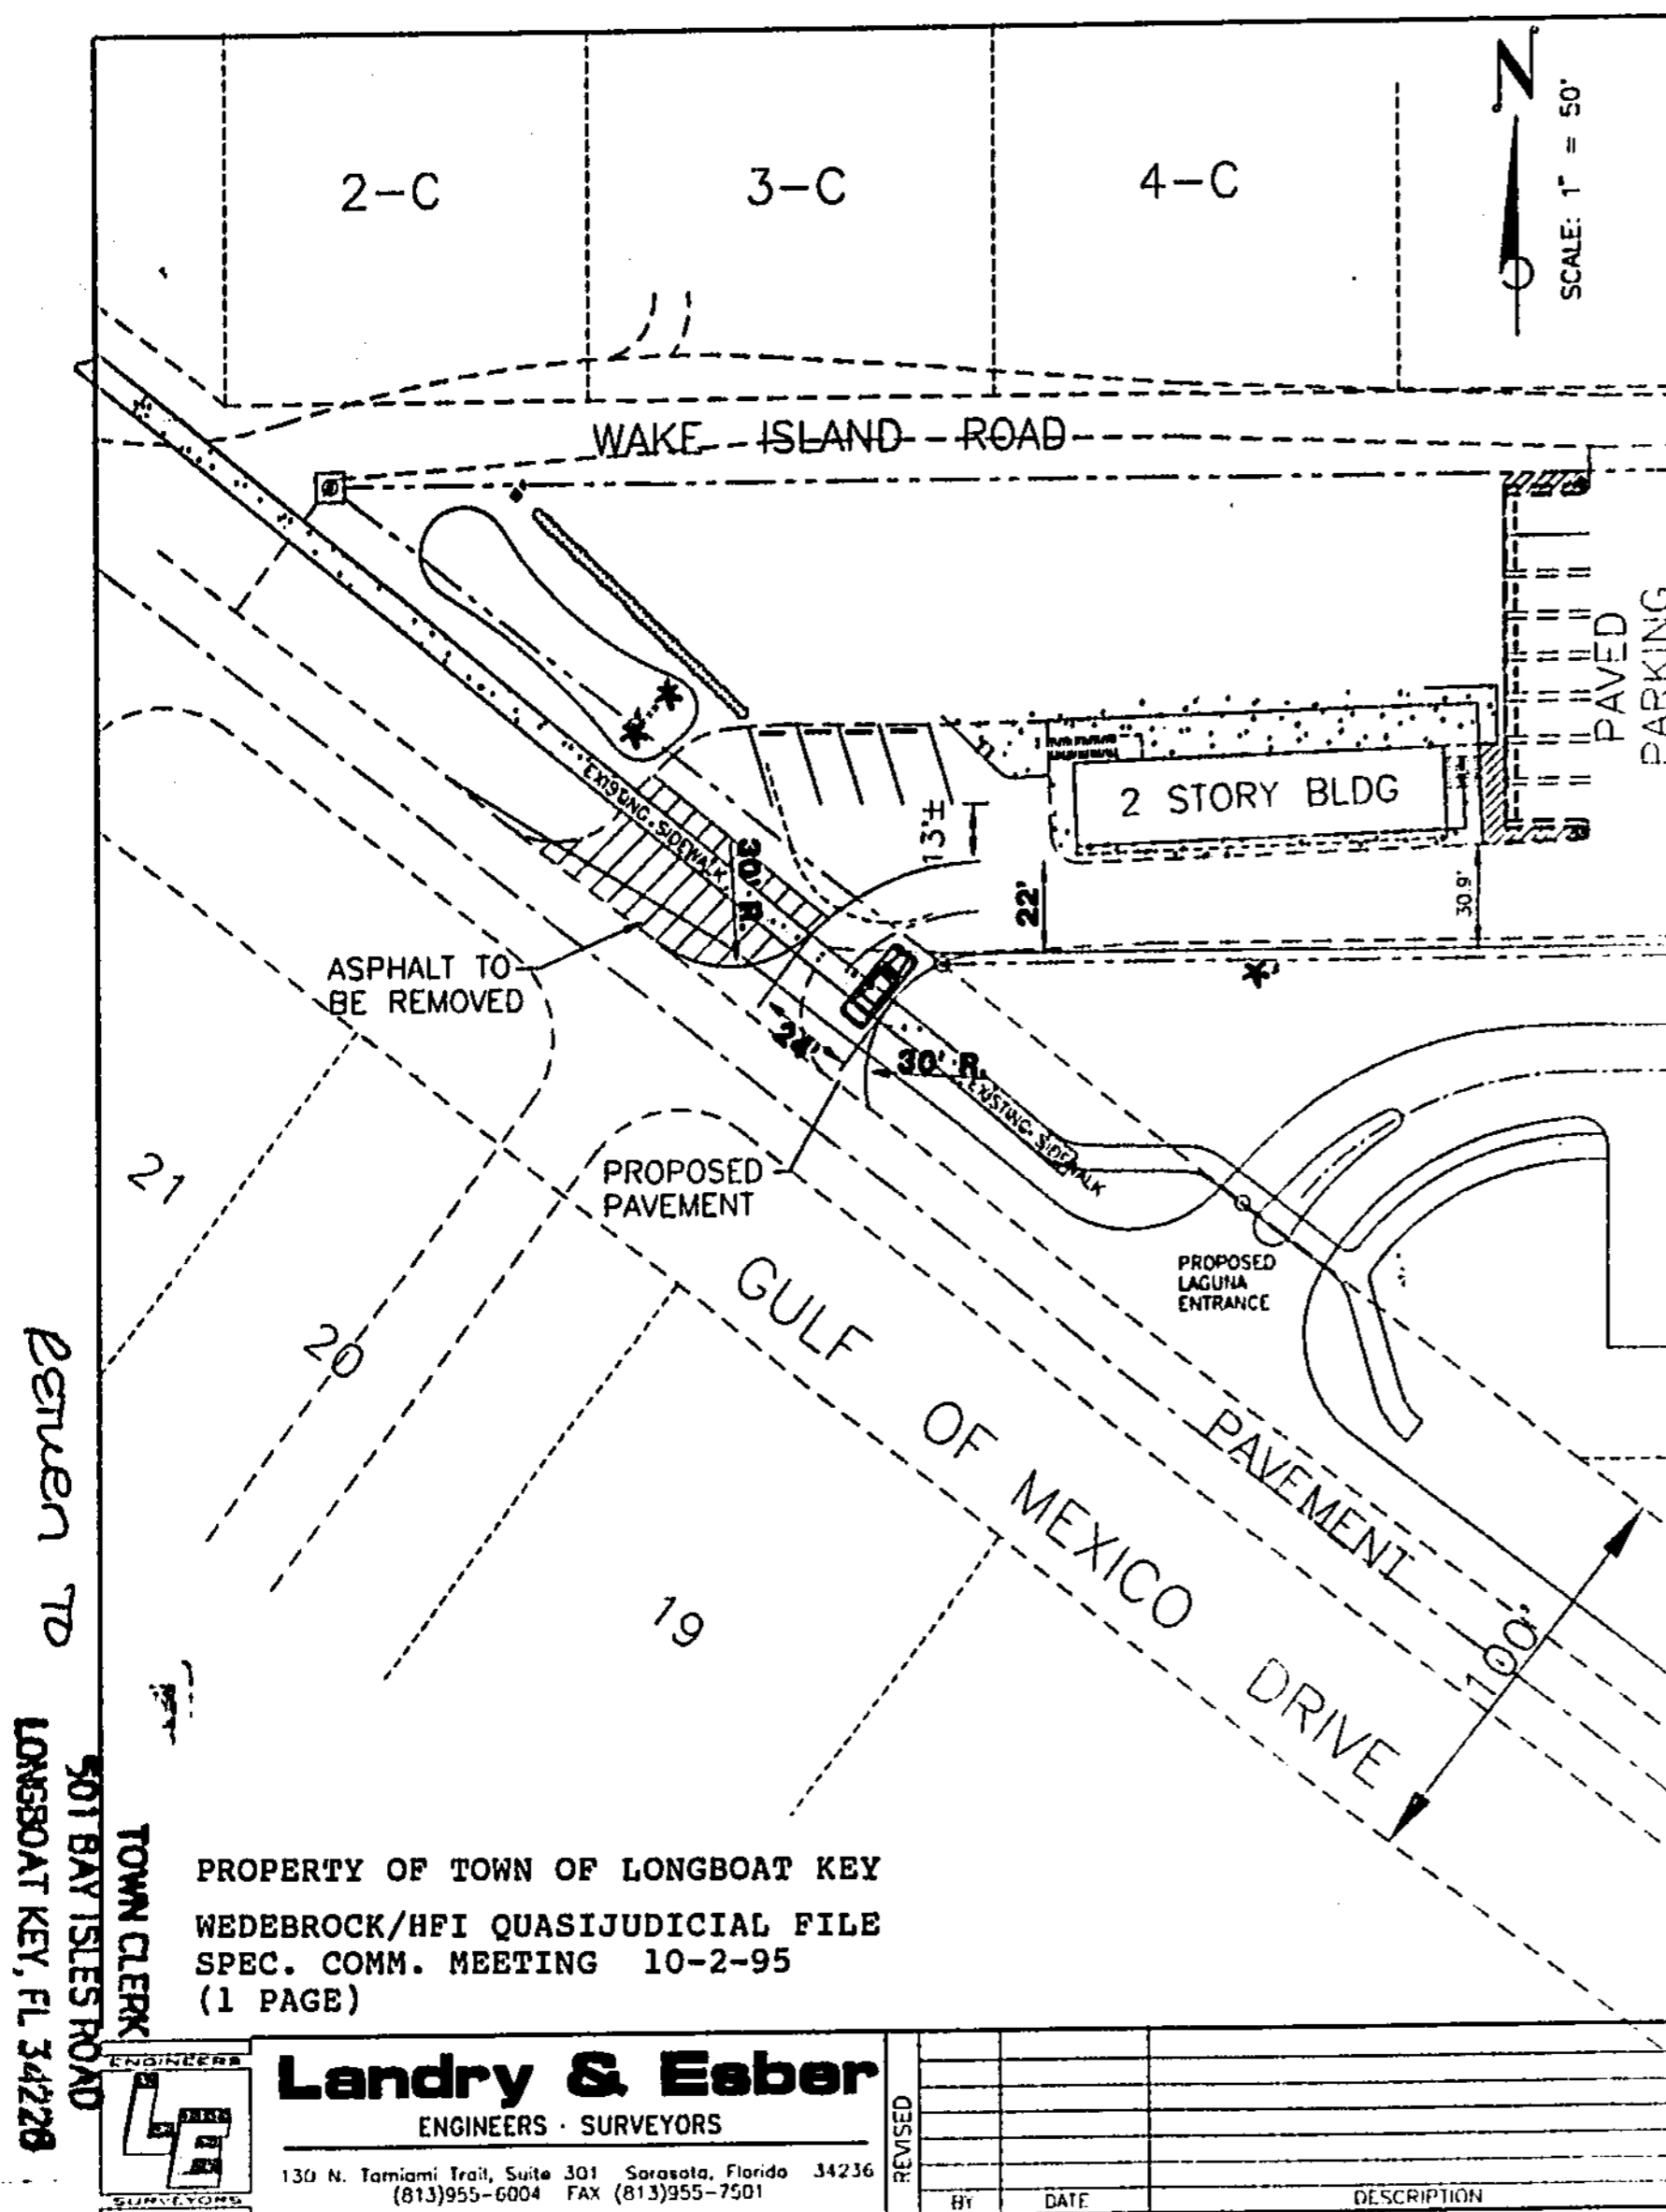 2-C
3-C
4-C
N
SCALE: 1" = 50'
WAKE ISLAND ROAD
PAVED
PARKING
2 STORY BLDG
EXISTING SIDEWALK
30' R.
13'±
22'
30.9'
ASPHALT TO
BE REMOVED
24'
30' R.
EXISTING SIDEWALK
PROPOSED
PAVEMENT
21
20
19
PROPOSED
LAGUNA
ENTRANCE
GULF OF MEXICO DRIVE
PAVEMENT
100'
TO
TOWN CLERK
501 BAY ISLES ROAD
LONGBOAT KEY, FL 34228
PROPERTY OF TOWN OF LONGBOAT KEY
WEDEBROCK/HFI QUASIJUDICIAL FILE
SPEC. COMM. MEETING 10-2-95
(1 PAGE)
ENGINEERS
LE
SURVEYORS
Landry & Esber
ENGINEERS · SURVEYORS
130 N. Tamiami Trail, Suite 301 Sarasota, Florida 34236
(813)955-6004 FAX (813)955-7501
REVISED
BY
DATE
DESCRIPTION